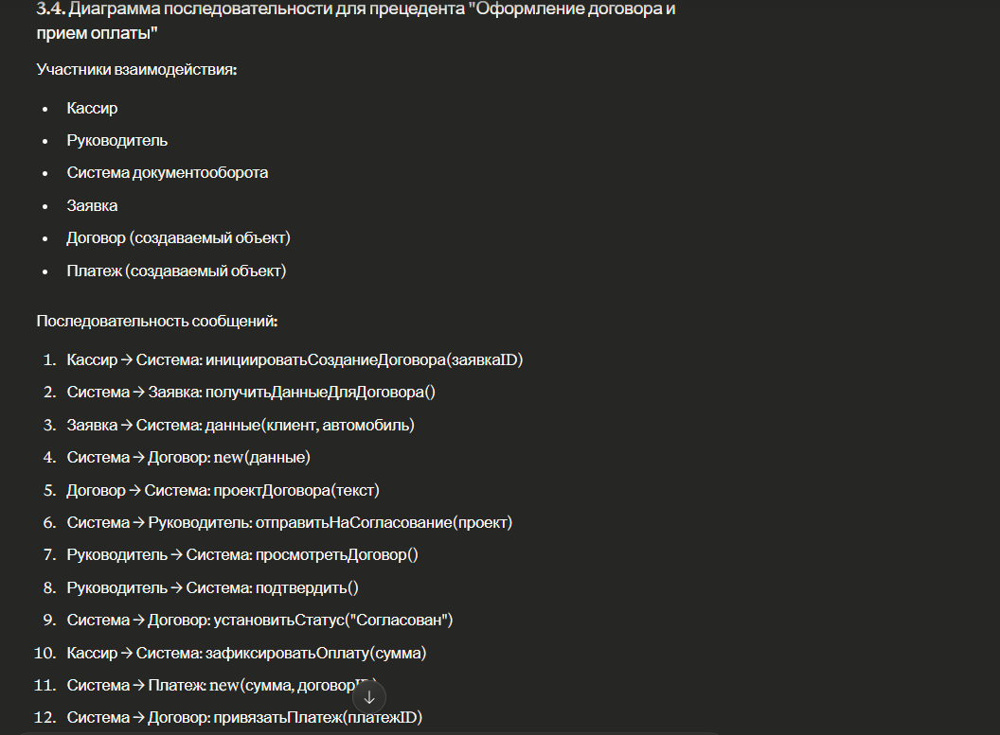 3.4. Диаграмма последовательности для прецедента "Оформление договора и
прием оплаты"
Участники взаимодействия:
• Кассир
• Руководитель
• Система документооборота
• Заявка
• Договор (создаваемый объект)
• Платеж (создаваемый объект)
Последовательность сообщений:
1. Кассир → Система: инициироватьСозданиеДоговора(заявкаID)
2. Система → Заявка: получитьДанныеДляДоговора()
3. Заявка → Система: данные(клиент, автомобиль)
4. Система → Договор: new(данные)
5. Договор → Система: проектДоговора(текст)
6. Система → Руководитель: отправитьНаСогласование(проект)
7. Руководитель → Система: просмотретьДоговор()
8. Руководитель → Система: подтвердить()
9. Система → Договор: установитьСтатус("Согласован")
10. Кассир → Система: зафиксироватьОплату(сумма)
11. Система → Платеж: new(сумма, договорID)
12. Система → Договор: привязатьПлатеж(платежID)